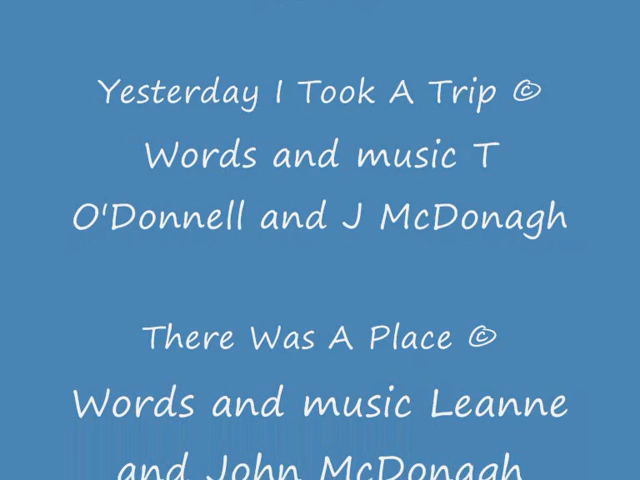 Yesterday I Took A Trip ©
Words and music T
O'Donnell and J McDonagh
There Was A Place ©
Words and music Leanne
and John McDonagh